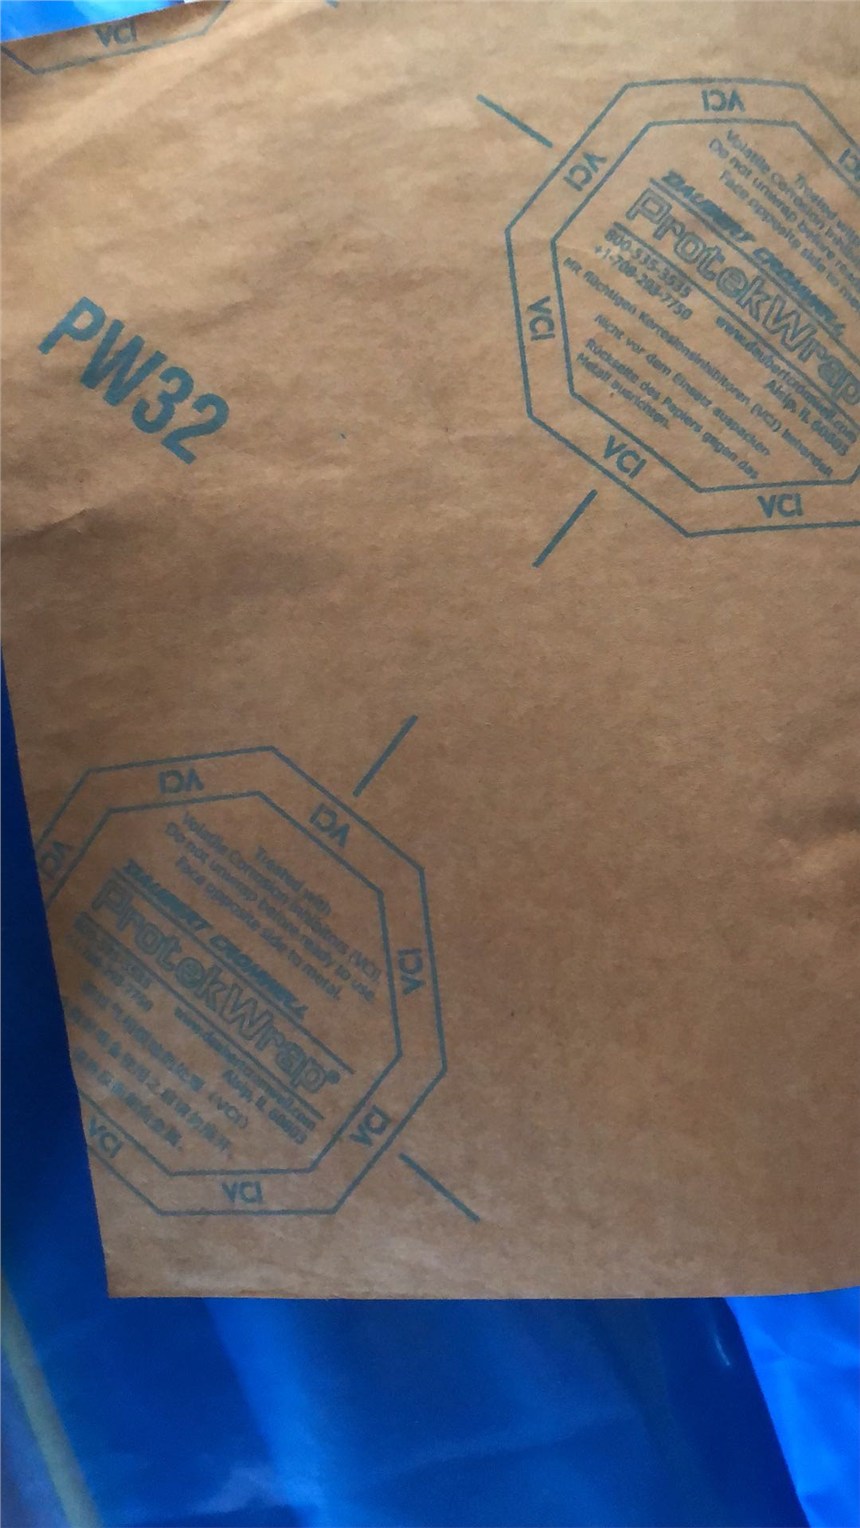 VCI
VCI
VCI
VCI
VCI
VCI
Treated with
Volatile Corrosion Inhibitors
Do not unwrap before ready
face opposite side to metal
DAUBERT CROMWELL
ProtekWrap
800-535-3535
+1-708-293-7750
www.daubertcromwell.com
Alsip, IL 60803
Mit flüchtigen Korrosionsinhibitoren (VCI) behandelt.
Nicht vor dem Einsatz auspacken.
Rückseite des Papiers gegen das
Metall ausrichten.
PW32
VCI
VCI
VCI
VCI
VCI
VCI
VCI
Treated with
Volatile Corrosion Inhibitors (VCI)
Do not unwrap before ready to use.
Face opposite side to metal.
DAUBERT CROMWELL
ProtekWrap®
www.daubertcromwell.com
Alsip, IL 60803
(VCI)